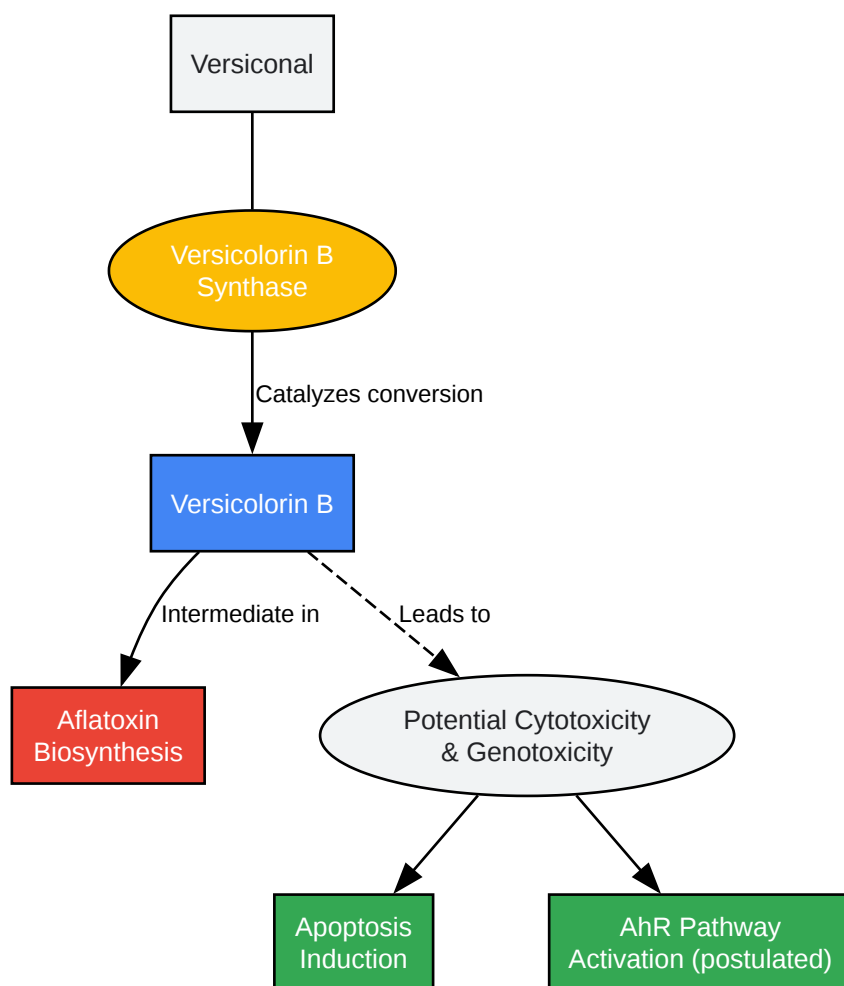 Versiconal
Versicolorin B
Synthase
Catalyzes conversion
Versicolorin B
Intermediate in
Leads to
Aflatoxin
Biosynthesis
Potential Cytotoxicity
& Genotoxicity
Apoptosis
Induction
AhR Pathway
Activation (postulated)